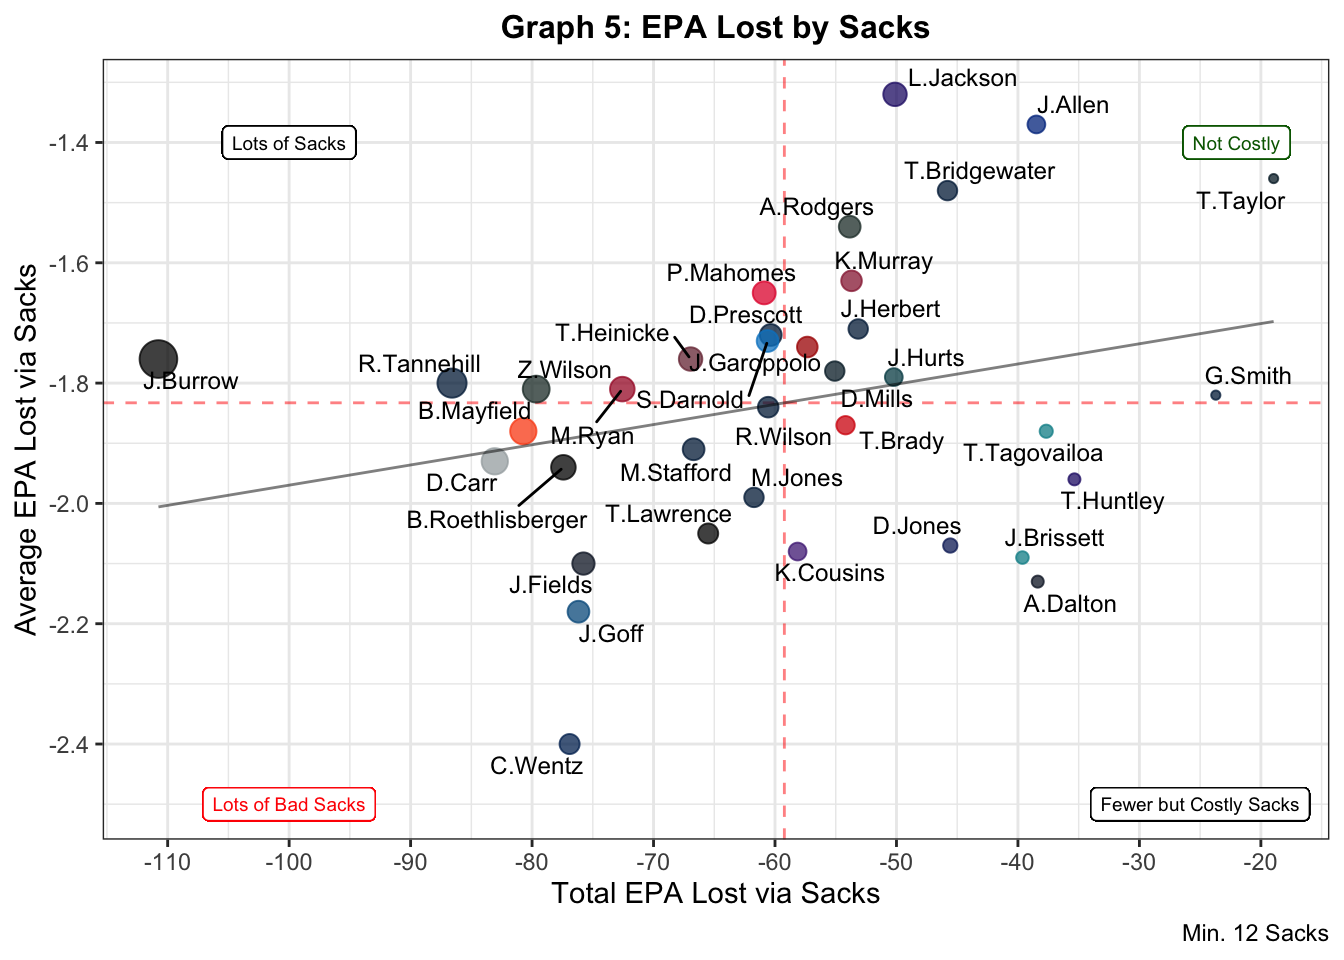 Graph 5: EPA Lost by Sacks
L.Jackson
J.Allen
Lots of Sacks
Not Costly
-1.4
T.Bridgewater
T.Taylor
A.Rodgers
K.Murray
-1.6
P.Mahomes
J.Herbert
D.Prescott
T.Heinicke
J.Garoppolo
J.Hurts
R.Tannehill
Z.Wilson
J.Burrow
G.Smith
-1.8
S.Darnold
D.Mills
B.Mayfield
M.Ryan
R.Wilson
T.Brady
T.Tagovailoa
M.Stafford
M.Jones
D.Carr
T.Huntley
-2.0
B.Roethlisberger
T.Lawrence
D.Jones
J.Brissett
K.Cousins
J.Fields
A.Dalton
-2.2
J.Goff
-2.4
C.Wentz
Lots of Bad Sacks
Fewer but Costly Sacks
Average EPA Lost via Sacks
-110 -100 -90 -80 -70 -60 -50 -40 -30 -20
Total EPA Lost via Sacks
Min. 12 Sacks